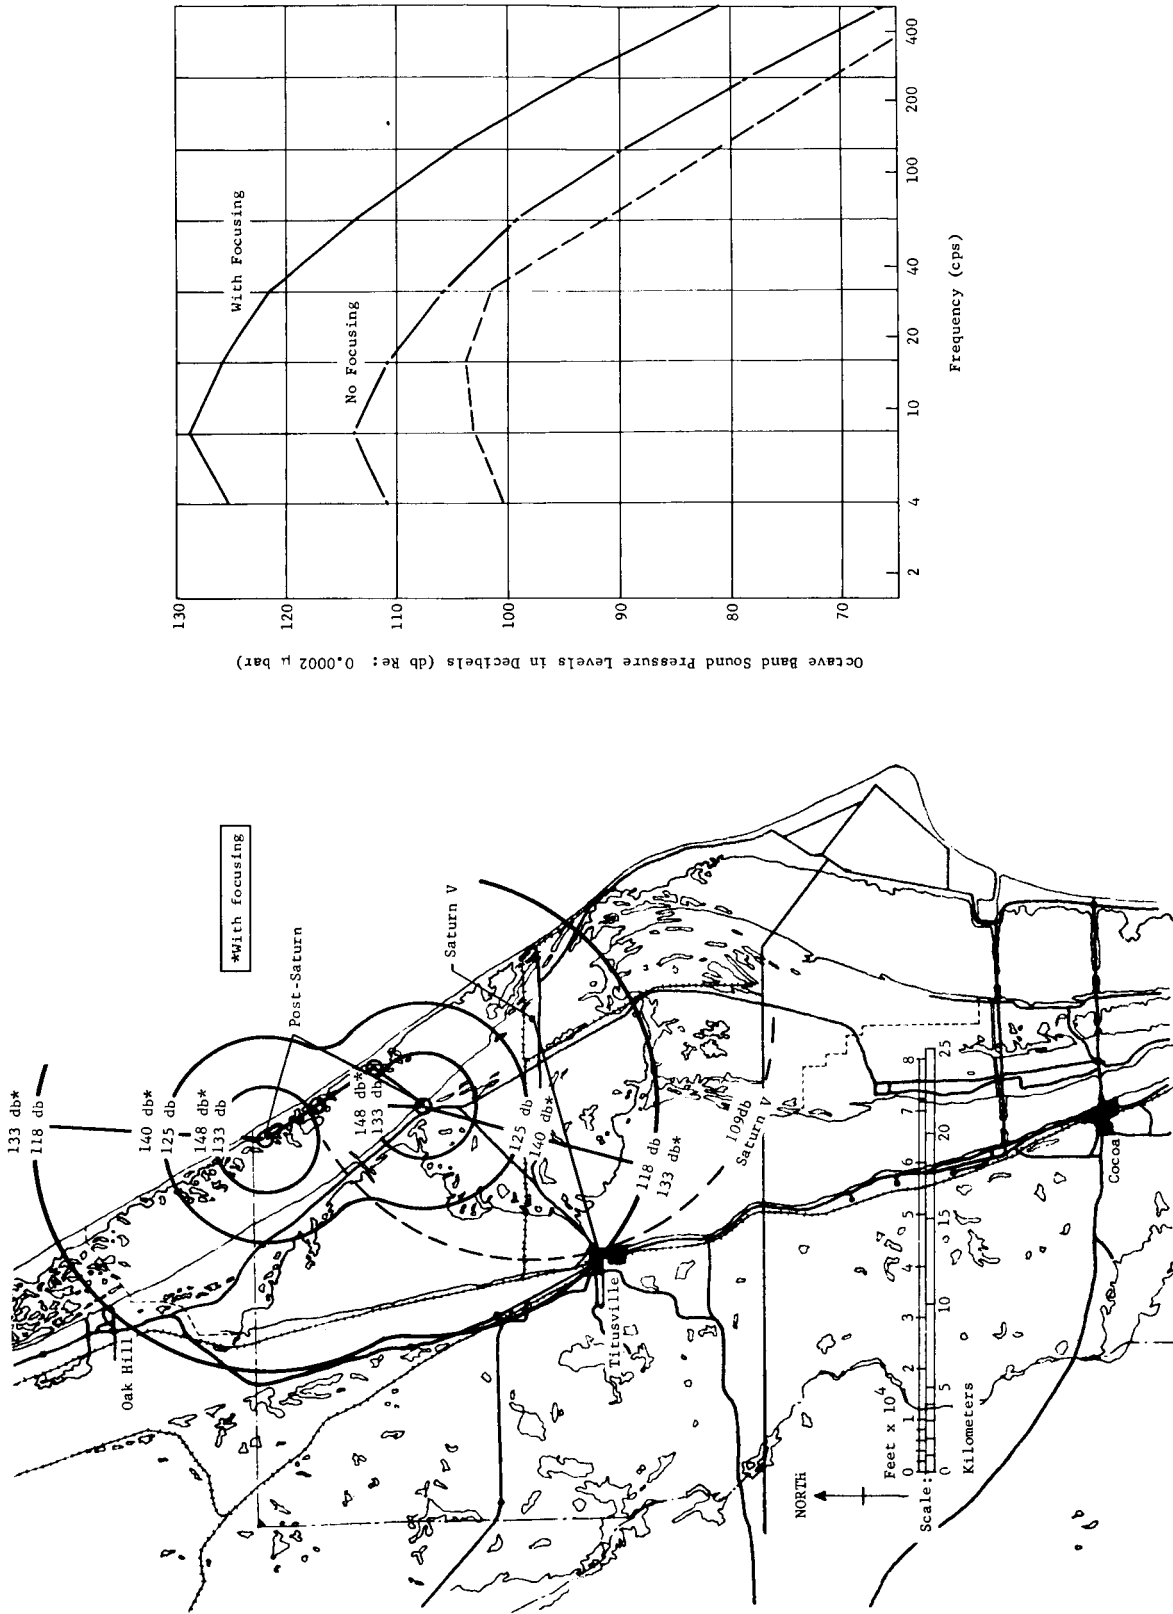 130
120
110
100
90
80
70
Octave Band Sound Pressure Levels in Decibels (db Re: 0.0002 μ bar)
With Focusing
No Focusing
2
4
10
20
40
100
200
400
Frequency (cps)
*With focusing
133 db*
118 db
140 db*
125 db
148 db*
133 db
Post-Saturn
148 db*
133 db
Saturn V
125 db
140 db*
118 db
133 db*
109db
Saturn V
Oak Hill
Titusville
Cocoa
NORTH
Feet x 10⁴
0 1 2 3 4 5 6 7 8
Scale:
0 1 5 10 15 20 25
Kilometers